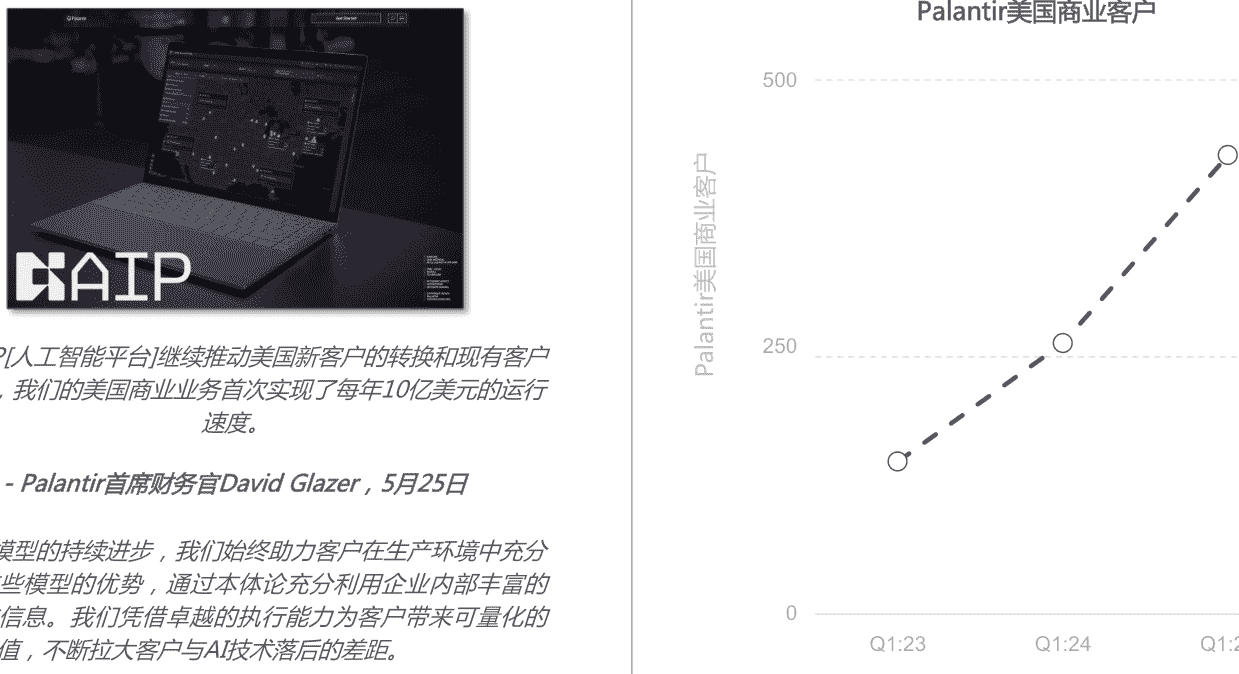 Palantir
Get Started
AIP
P[人工智能平台]继续推动美国新客户的转换和现有客户
，我们的美国商业业务首次实现了每年10亿美元的运行
速度。
- Palantir首席财务官David Glazer，5月25日
模型的持续进步，我们始终助力客户在生产环境中充分
些模型的优势，通过本体论充分利用企业内部丰富的
信息。我们凭借卓越的执行能力为客户带来可量化的
值，不断拉大客户与AI技术落后的差距。
Palantir美国商业客户
Palantir美国商业客户
500
250
0
Q1:23
Q1:24
Q1:2